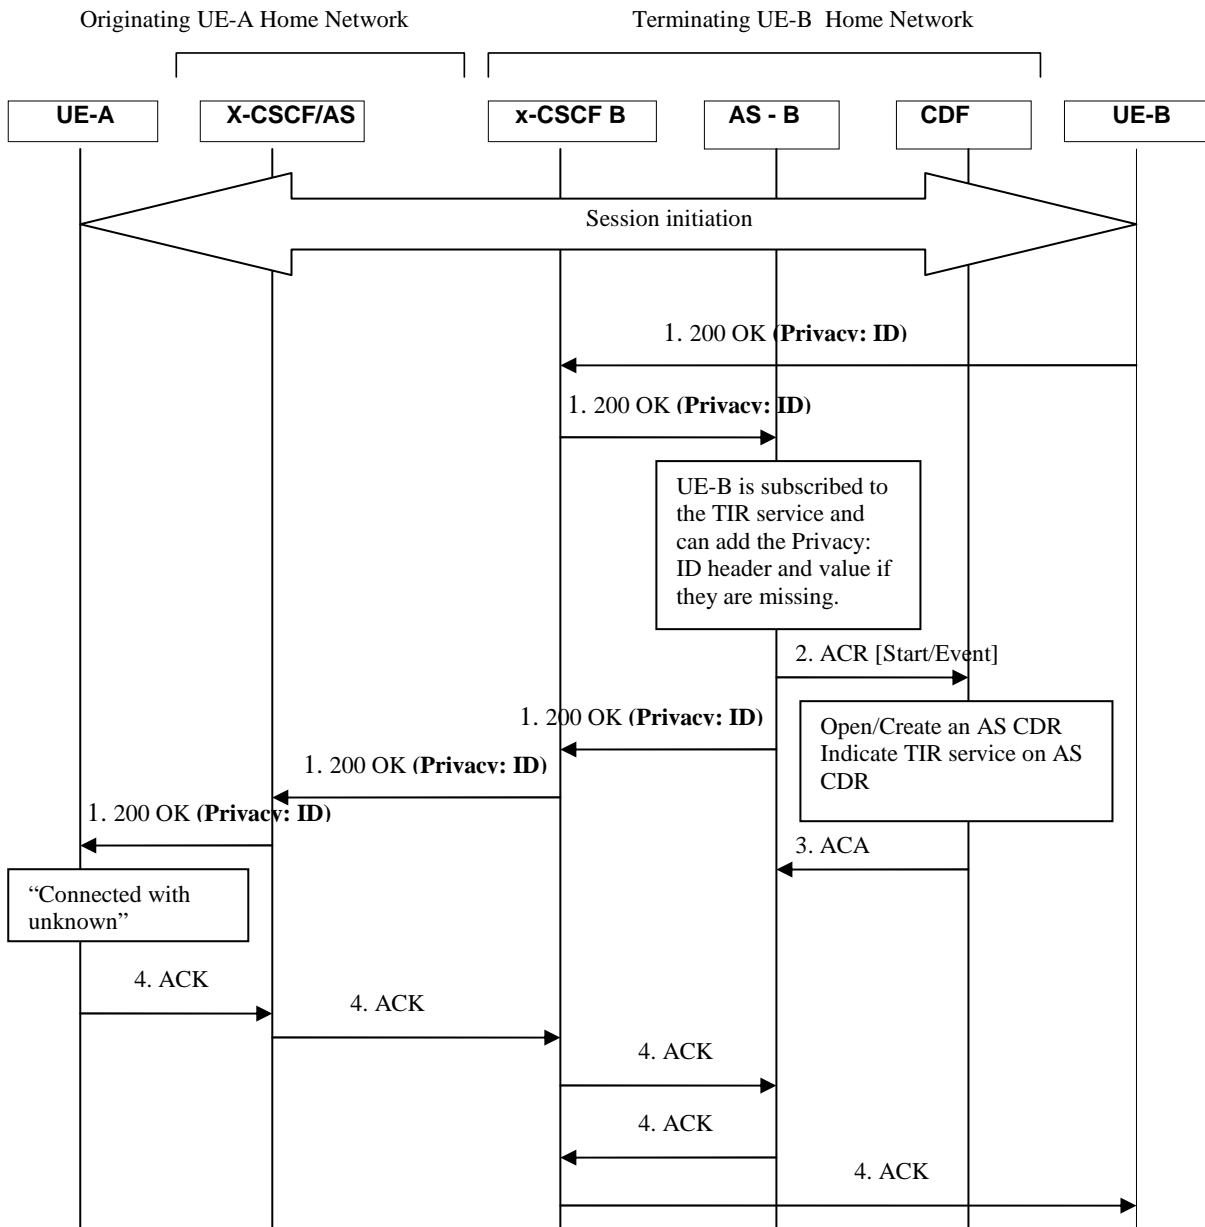 Originating UE-A Home Network
Terminating UE-B Home Network
UE-A
X-CSCF/AS
x-CSCF B
AS - B
CDF
UE-B
Session initiation
1. 200 OK (Privacy: ID)
1. 200 OK (Privacy: ID)
UE-B is subscribed to
the TIR service and
can add the Privacy:
ID header and value if
they are missing.
2. ACR [Start/Event]
1. 200 OK (Privacy: ID)
Open/Create an AS CDR
Indicate TIR service on AS
CDR
1. 200 OK (Privacy: ID)
1. 200 OK (Privacy: ID)
3. ACA
“Connected with
unknown”
4. ACK
4. ACK
4. ACK
4. ACK
4. ACK